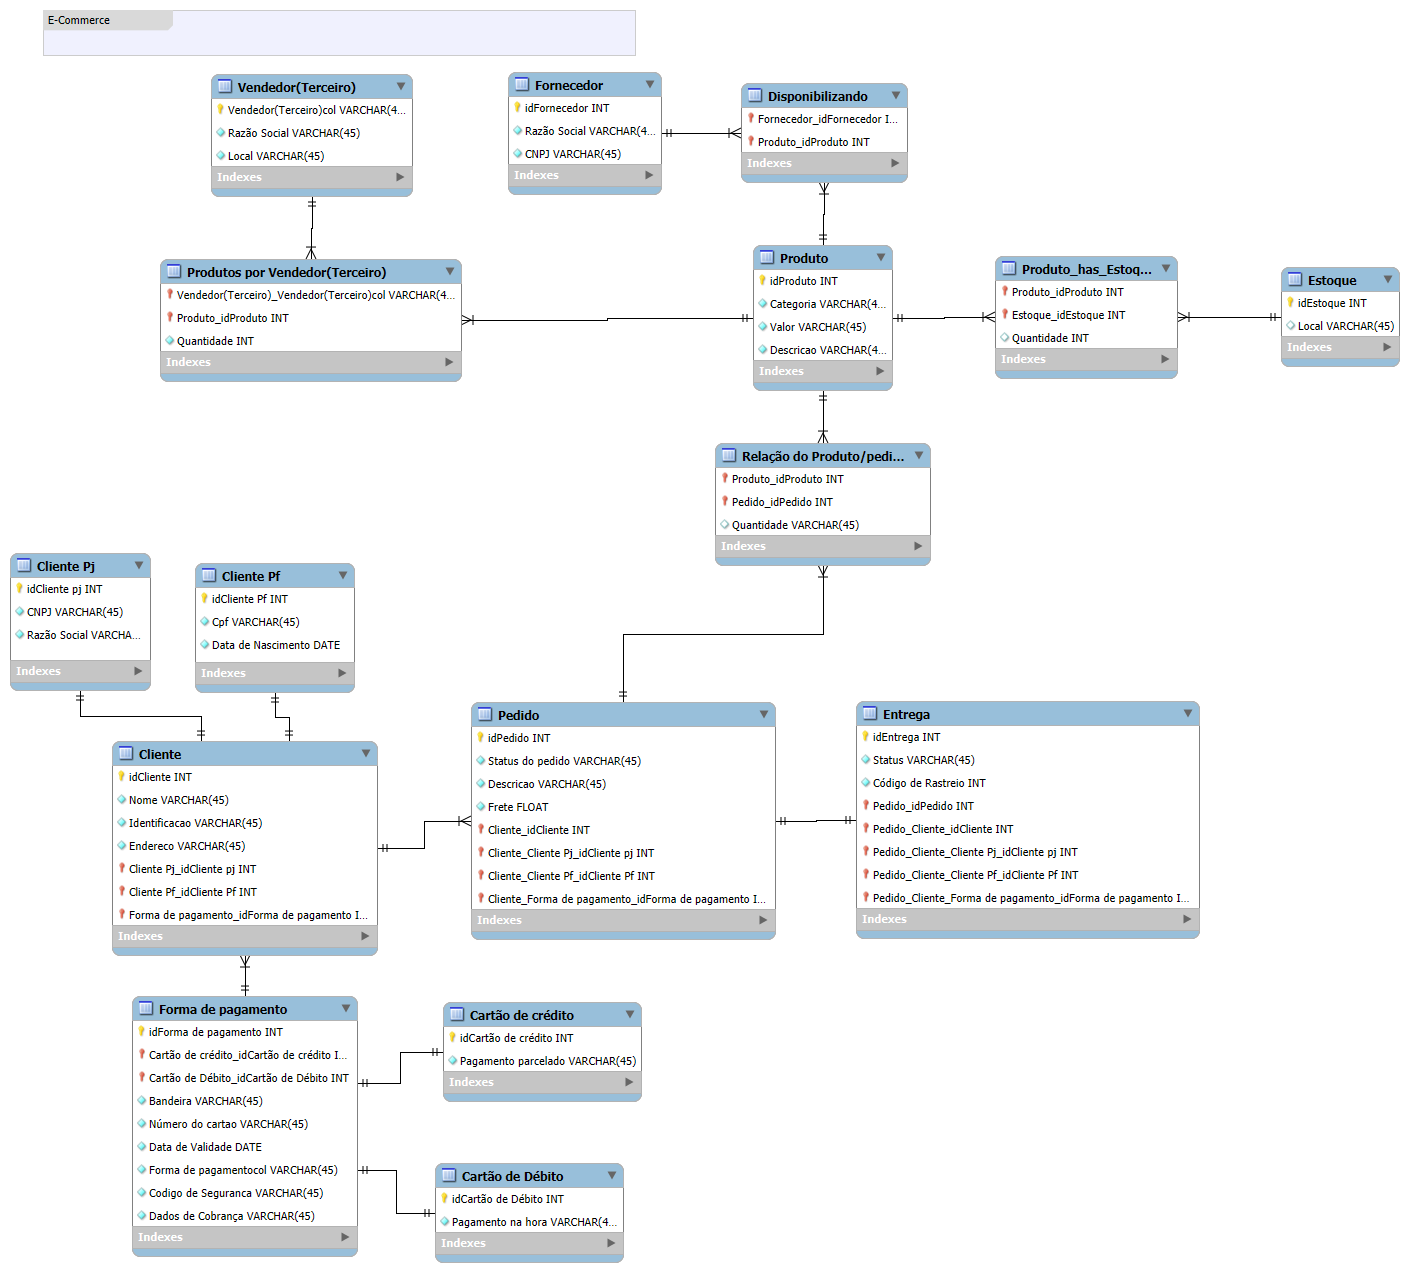 E-Commerce
Vendedor(Terceiro)
Vendedor(Terceiro)col VARCHAR(4...
Razão Social VARCHAR(45)
Local VARCHAR(45)
Indexes
Fornecedor
idFornecedor INT
Razão Social VARCHAR(4...
CNPJ VARCHAR(45)
Indexes
Disponibilizando
Fornecedor_idFornecedor I...
Produto_idProduto INT
Indexes
Produtos por Vendedor(Terceiro)
Vendedor(Terceiro)_Vendedor(Terceiro)col VARCHAR(4...
Produto_idProduto INT
Quantidade INT
Indexes
Produto
idProduto INT
Categoria VARCHAR(4...
Valor VARCHAR(45)
Descricao VARCHAR(4...
Indexes
Produto_has_Estoq...
Produto_idProduto INT
Estoque_idEstoque INT
Quantidade INT
Indexes
Estoque
idEstoque INT
Local VARCHAR(45)
Indexes
Relação do Produto/pedi...
Produto_idProduto INT
Pedido_idPedido INT
Quantidade VARCHAR(45)
Indexes
Cliente Pj
idCliente pj INT
CNPJ VARCHAR(45)
Razão Social VARCHA...
Indexes
Cliente Pf
idCliente Pf INT
Cpf VARCHAR(45)
Data de Nascimento DATE
Indexes
Cliente
idCliente INT
Nome VARCHAR(45)
Identificacao VARCHAR(45)
Endereco VARCHAR(45)
Cliente Pj_idCliente pj INT
Cliente Pf_idCliente Pf INT
Forma de pagamento_idForma de pagamento I...
Indexes
Pedido
idPedido INT
Status do pedido VARCHAR(45)
Descricao VARCHAR(45)
Frete FLOAT
Cliente_idCliente INT
Cliente_Cliente Pj_idCliente pj INT
Cliente_Cliente Pf_idCliente Pf INT
Cliente_Forma de pagamento_idForma de pagamento I...
Indexes
Entrega
idEntrega INT
Status VARCHAR(45)
Código de Rastreio INT
Pedido_idPedido INT
Pedido_Cliente_idCliente INT
Pedido_Cliente_Cliente Pj_idCliente pj INT
Pedido_Cliente_Cliente Pf_idCliente Pf INT
Pedido_Cliente_Forma de pagamento_idForma de pagamento I...
Indexes
Forma de pagamento
idForma de pagamento INT
Cartão de crédito_idCartão de crédito I...
Cartão de Débito_idCartão de Débito INT
Bandeira VARCHAR(45)
Número do cartao VARCHAR(45)
Data de Validade DATE
Forma de pagamentocol VARCHAR(45)
Codigo de Seguranca VARCHAR(45)
Dados de Cobrança VARCHAR(45)
Indexes
Cartão de crédito
idCartão de crédito INT
Pagamento parcelado VARCHAR(45)
Indexes
Cartão de Débito
idCartão de Débito INT
Pagamento na hora VARCHAR(4...
Indexes